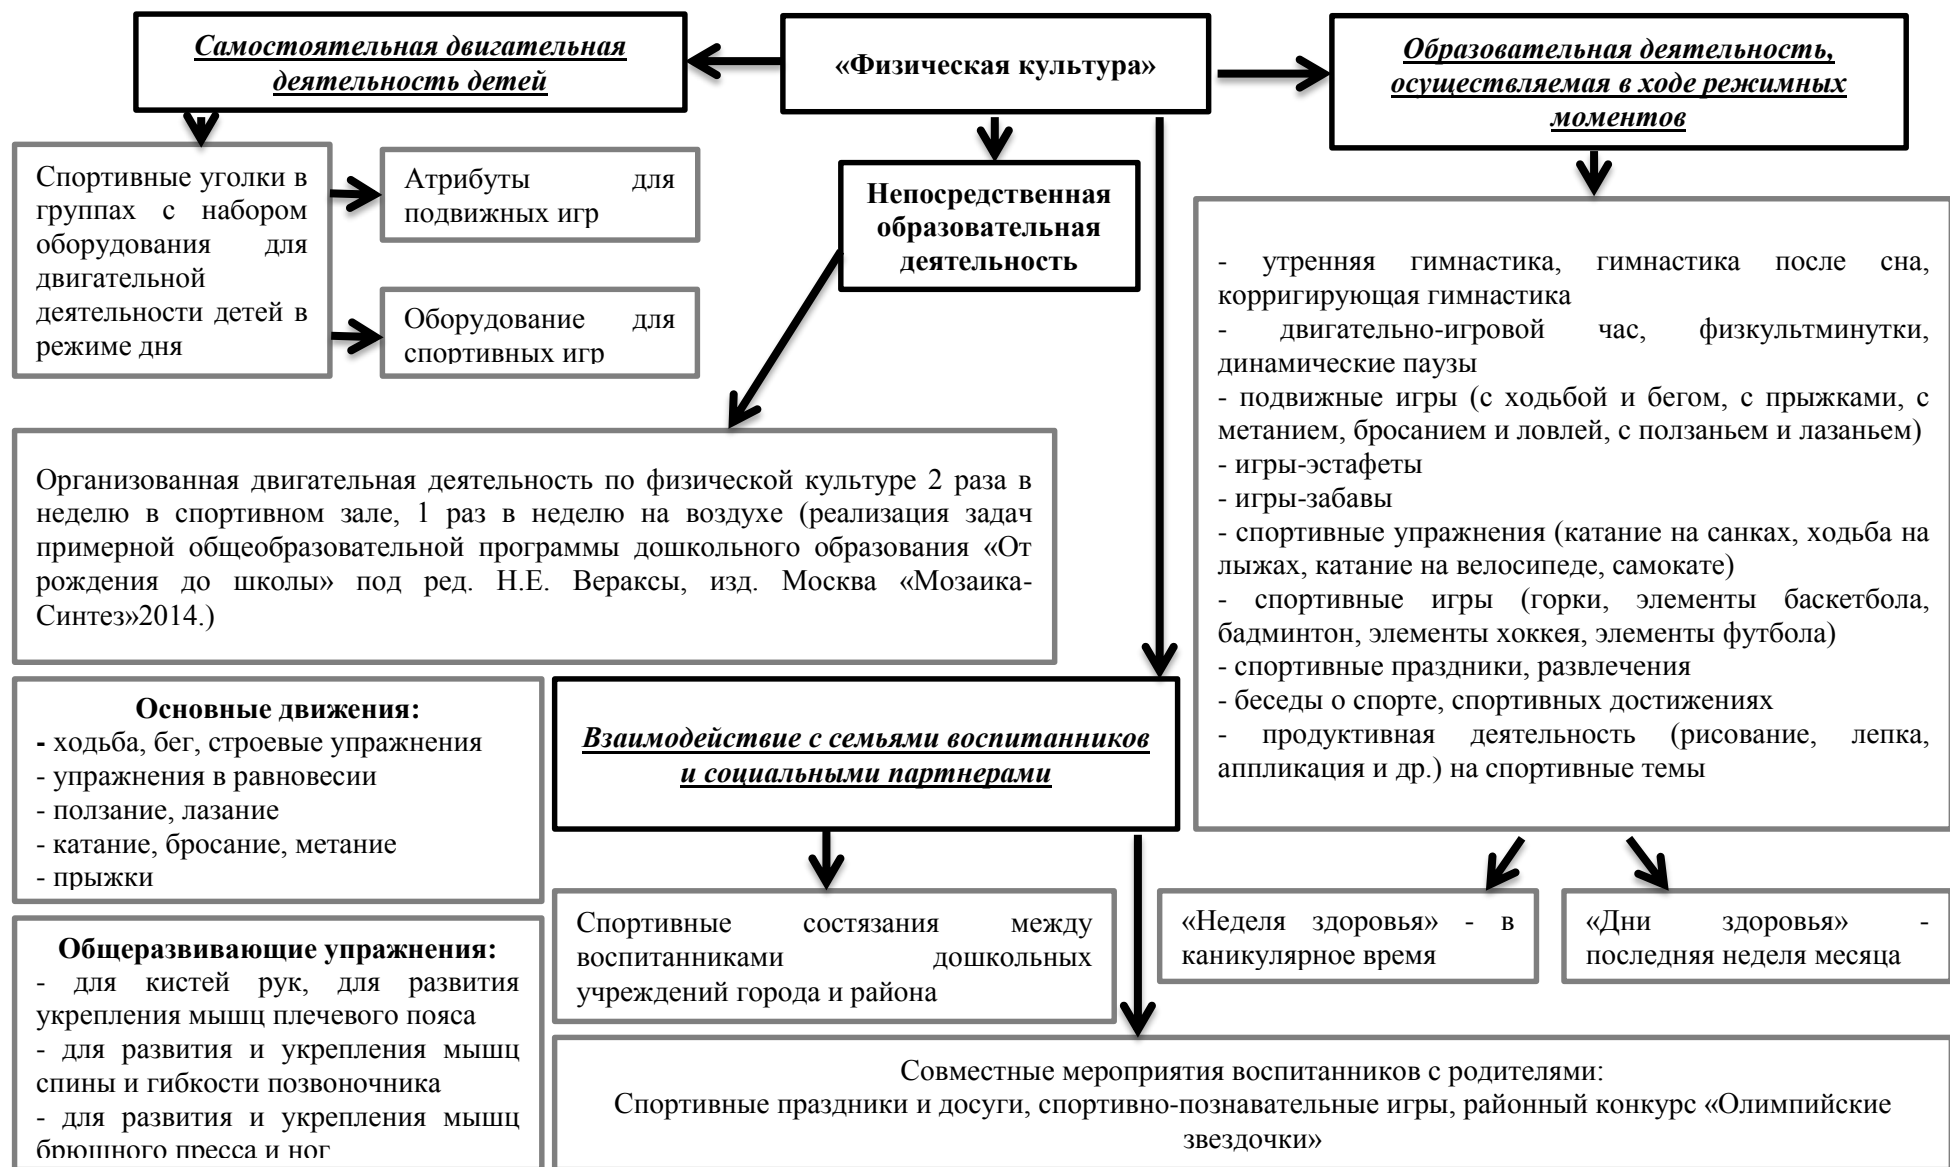 Самостоятельная двигательная
деятельность детей
«Физическая культура»
Образовательная деятельность,
осуществляемая в ходе режимных
моментов
Спортивные уголки в
группах с набором
оборудования для
двигательной
деятельности детей в
режиме дня
Атрибуты для
подвижных игр
Оборудование для
спортивных игр
Непосредственная
образовательная
деятельность
- утренняя гимнастика, гимнастика после сна,
корригирующая гимнастика
- двигательно-игровой час, физкультминутки,
динамические паузы
- подвижные игры (с ходьбой и бегом, с прыжками, с
метанием, бросанием и ловлей, с ползаньем и лазаньем)
- игры-эстафеты
- игры-забавы
- спортивные упражнения (катание на санках, ходьба на
лыжах, катание на велосипеде, самокате)
- спортивные игры (горки, элементы баскетбола,
бадминтон, элементы хоккея, элементы футбола)
- спортивные праздники, развлечения
- беседы о спорте, спортивных достижениях
- продуктивная деятельность (рисование, лепка,
аппликация и др.) на спортивные темы
Организованная двигательная деятельность по физической культуре 2 раза в
неделю в спортивном зале, 1 раз в неделю на воздухе (реализация задач
примерной общеобразовательной программы дошкольного образования «От
рождения до школы» под ред. Н.Е. Вераксы, изд. Москва «Мозаика-
Синтез»2014.)
Основные движения:
- ходьба, бег, строевые упражнения
- упражнения в равновесии
- ползание, лазание
- катание, бросание, метание
- прыжки
Взаимодействие с семьями воспитанников
и социальными партнерами
Общеразвивающие упражнения:
- для кистей рук, для развития
укрепления мышц плечевого пояса
- для развития и укрепления мышц
спины и гибкости позвоночника
- для развития и укрепления мышц
брюшного пресса и ног
Спортивные состязания между
воспитанниками дошкольных
учреждений города и района
«Неделя здоровья» - в
каникулярное время
«Дни здоровья» -
последняя неделя месяца
Совместные мероприятия воспитанников с родителями:
Спортивные праздники и досуги, спортивно-познавательные игры, районный конкурс «Олимпийские
звездочки»